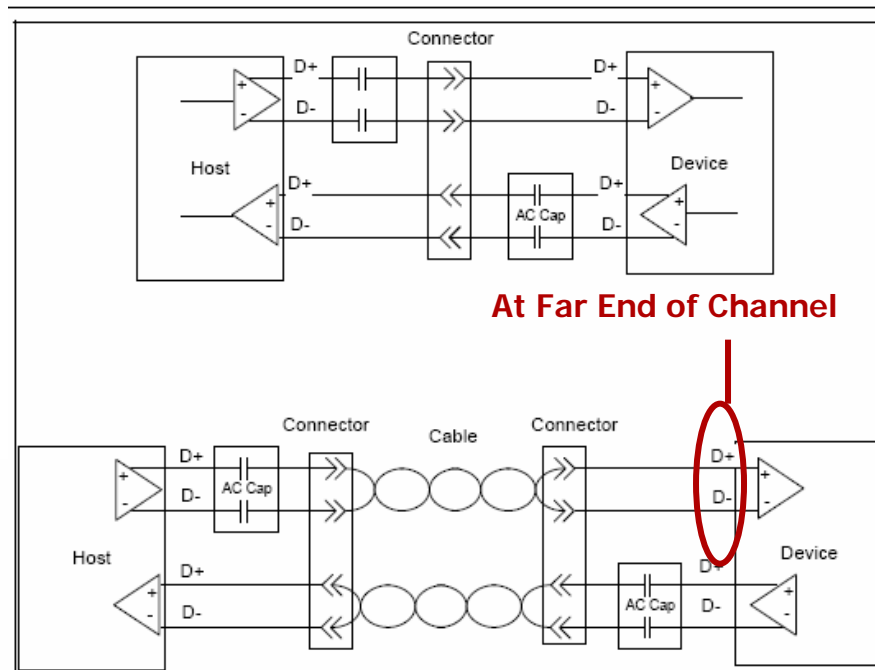 Connector
D+ D+
D- D-
Host Device
D+ D+
AC Cap
D- D-
At Far End of Channel
Connector Connector
Cable
D+ D+
AC Cap
D- D-
Host Device
D+ D+
AC Cap
D- D-